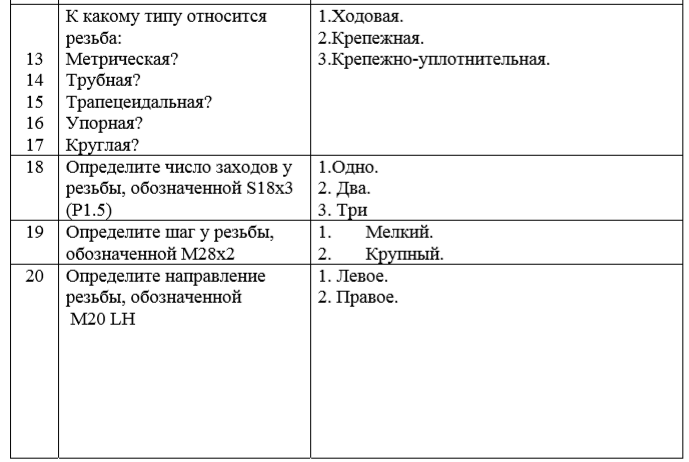 К какому типу относится
резьба:
1.Ходовая.
2.Крепежная.
3.Крепежно-уплотнительная.
13 Метрическая?
14 Трубная?
15 Трапецеидальная?
16 Упорная?
17 Круглая?
18 Определите число заходов у
резьбы, обозначенной S18x3
(P1.5)
1.Одно.
2. Два.
3. Три
19 Определите шаг у резьбы,
обозначенной M28x2
1. Мелкий.
2. Крупный.
20 Определите направление
резьбы, обозначенной
M20 LH
1. Левое.
2. Правое.